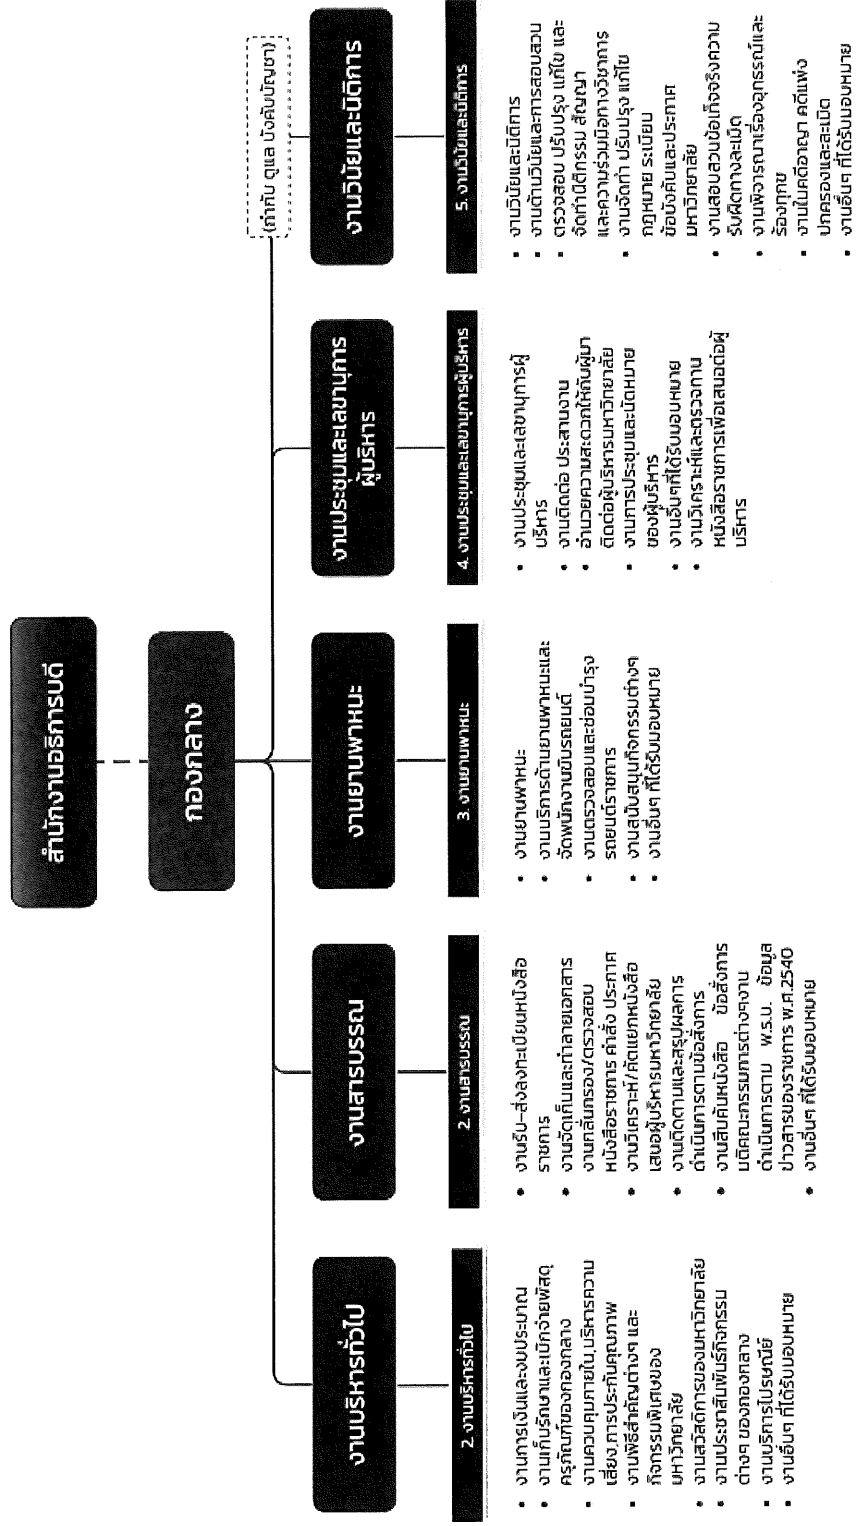 สำนักงานอธิการบดี
กองกลาง
(กำกับ ดูแล บังคับบัญชา)
งานบริหารทั่วไป
งานสารบรรณ
งานยานพาหนะ
งานประชุมและเลขานุการ
ผู้บริหาร
งานวินัยและนิติการ
2. งานบริหารทั่วไป
• งานการเงินและงบประมาณ
• งานเก็บรักษาและเบิกจ่ายพัสดุ
ครุภัณฑ์ของกองกลาง
• งานควบคุมภายใน,บริหารความ
เสี่ยง,การประกันคุณภาพ
• งานพิธีสำคัญต่างๆ และ
กิจกรรมพิเศษของ
มหาวิทยาลัย
• งานสวัสดิการของมหาวิทยาลัย
• งานประชาสัมพันธ์กิจกรรม
ต่างๆ ของกองกลาง
• งานบริการไปรษณีย์
• งานอื่นๆ ที่ได้รับมอบหมาย
2. งานสารบรรณ
• งานรับ-ส่งลงทะเบียนหนังสือ
ราชการ
• งานจัดเก็บและทำลายเอกสาร
• งานกลั่นกรอง/ตรวจสอบ
หนังสือราชการ คำสั่ง ประกาศ
• งานวิเคราะห์/คัดแยกหนังสือ
เสนอผู้บริหารมหาวิทยาลัย
• งานติดตามและสรุปผลการ
ดำเนินการตามข้อสั่งการ
• งานสืบค้นหนังสือ ข้อสั่งการ
มติคณะกรรมการต่างๆงาน
ดำเนินการตาม พ.ร.บ. ข้อมูล
ข่าวสารของราชการ พ.ศ.2540
• งานอื่นๆ ที่ได้รับมอบหมาย
3. งานยานพาหนะ
• งานยานพาหนะ
• งานบริการด้านยานพาหนะและ
จัดพนักงานขับรถยนต์
• งานตรวจสอบและซ่อมบำรุง
รถยนต์ราชการ
• งานสนับสนุนกิจกรรมต่างๆ
• งานอื่นๆ ที่ได้รับมอบหมาย
4. งานประชุมและเลขานุการผู้บริหาร
• งานประชุมและเลขานุการผู้
บริหาร
• งานติดต่อ ประสานงาน
• อำนวยความสะดวกให้กับผู้มา
ติดต่อผู้บริหารมหาวิทยาลัย
• งานการประชุมและนัดหมาย
ของผู้บริหาร
• งานอื่นๆที่ได้รับมอบหมาย
• งานวิเคราะห์และตรวจทาน
หนังสือราชการเพื่อเสนอต่อผู้
บริหาร
5. งานวินัยและนิติการ
• งานวินัยและนิติการ
• งานด้านวินัยและการสอบสวน
• ตรวจสอบ ปรับปรุง แก้ไข และ
จัดทำนิติกรรม สัญญา
และความร่วมมือทางวิชาการ
• งานจัดทำ ปรับปรุง แก้ไข
กฎหมาย ระเบียบ
ข้อบังคับและประกาศ
มหาวิทยาลัย
• งานสอบสวนข้อเท็จจริงความ
รับผิดทางละเมิด
• งานพิจารณาเรื่องอุทธรณ์และ
ร้องทุกข์
• งานในคดีอาญา คดีแพ่ง
ปกครองและละเมิด
• งานอื่นๆ ที่ได้รับมอบหมาย